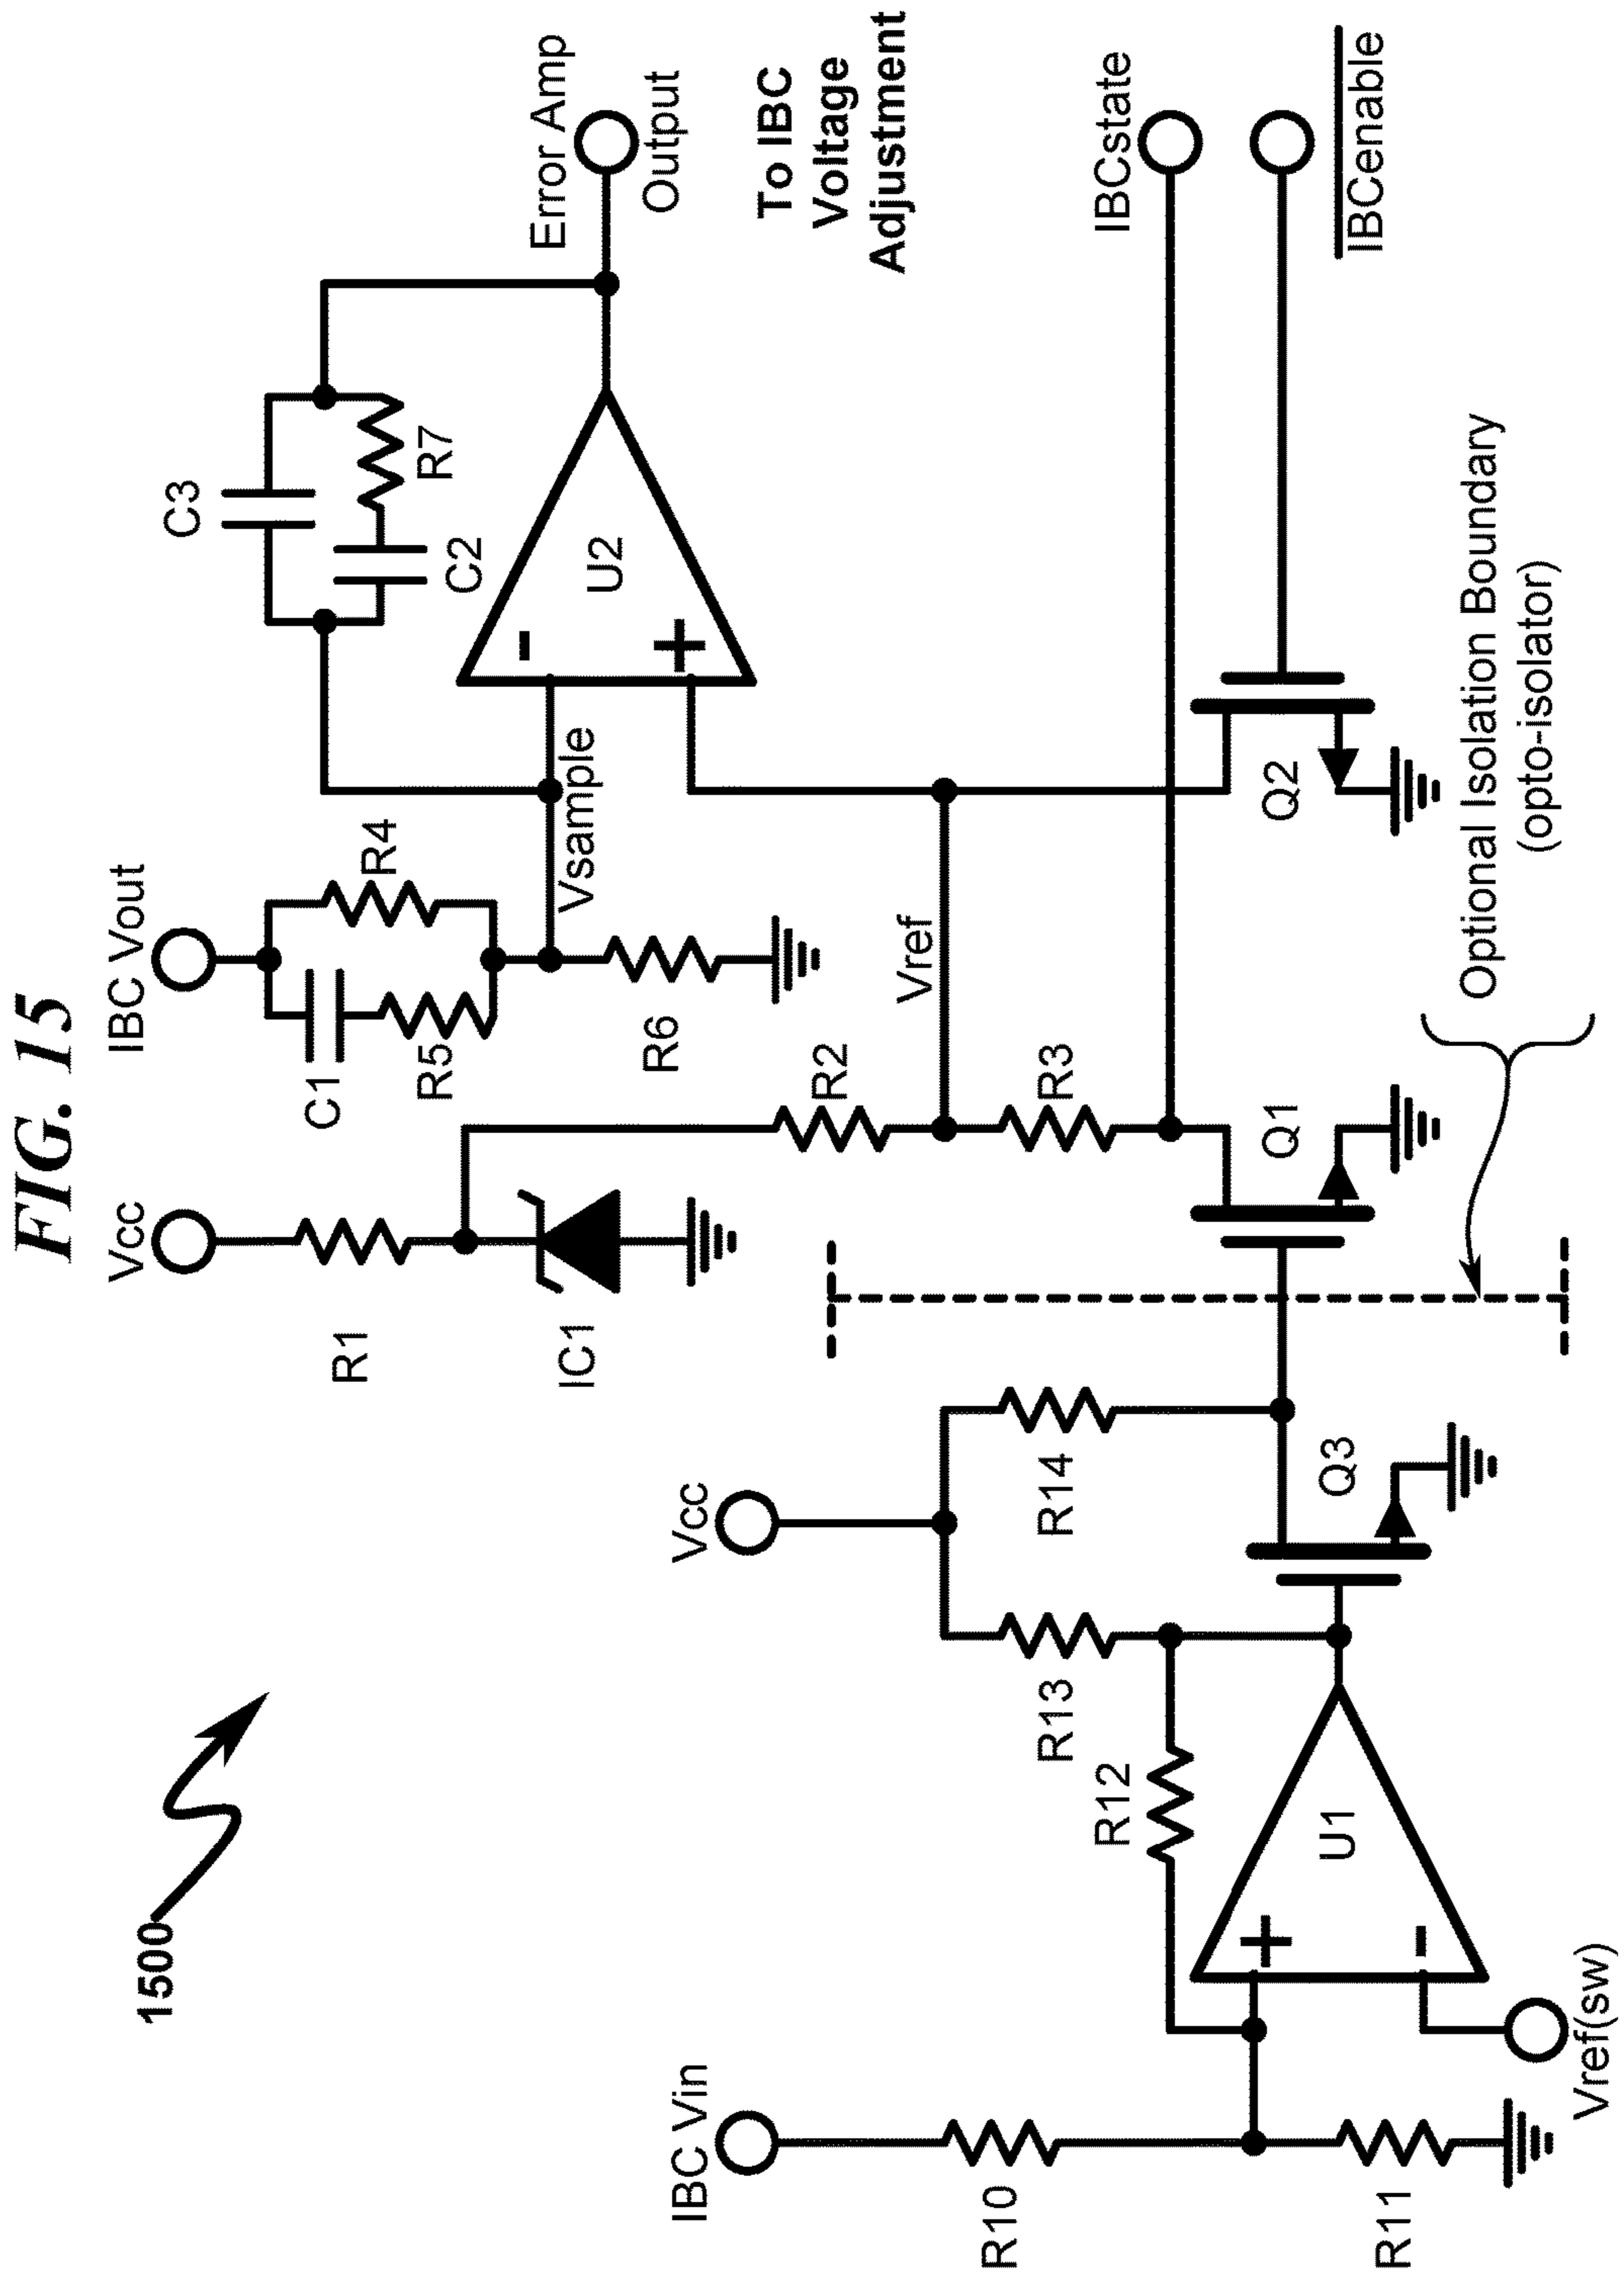 FIG. 15
1500
Vcc
R1
IC1
IBC Vout
C1
R5
R4
R6
Vsample
C3
C2
R7
-
+
U2
Error Amp
Output
To IBC
Voltage
Adjustment
R2
Vref
R3
IBCstate
IBCenable
Q1
Q2
Optional Isolation Boundary
(opto-isolator)
IBC Vin
R10
R11
R12
R13
Vcc
R14
Q3
+
-
U1
Vref(sw)